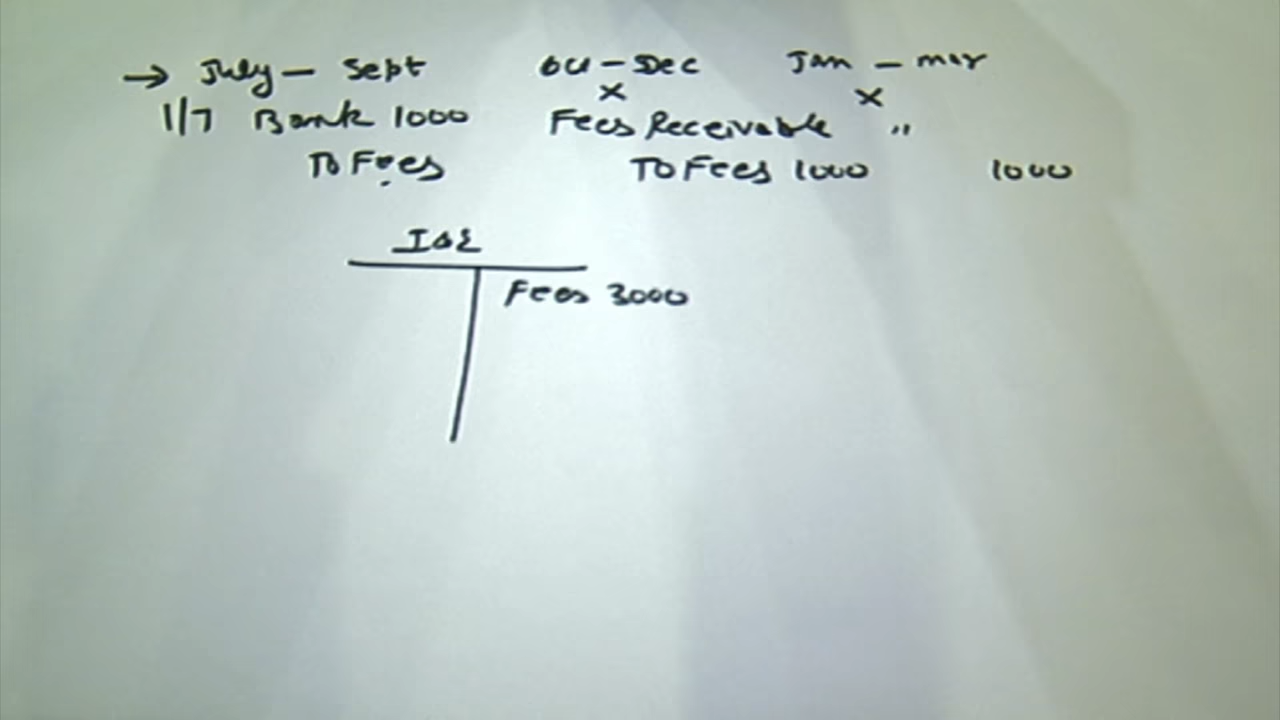 → July – Sept Oct – Dec Jan – mar
x x
1/7 Bank 1000 Fees Receivable "
To Fees To Fees 1000 1000
I & E
Fees 3000